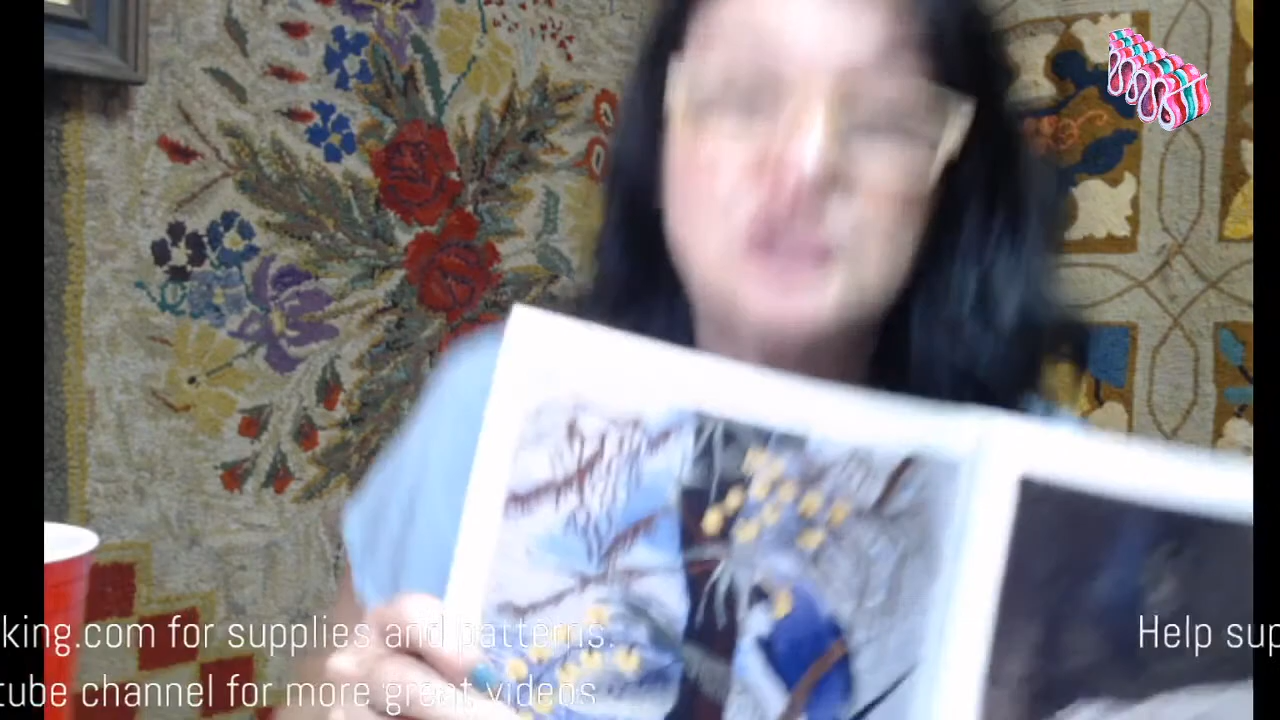 king.com for supplies and patterns. Help sup
tube channel for more great videos